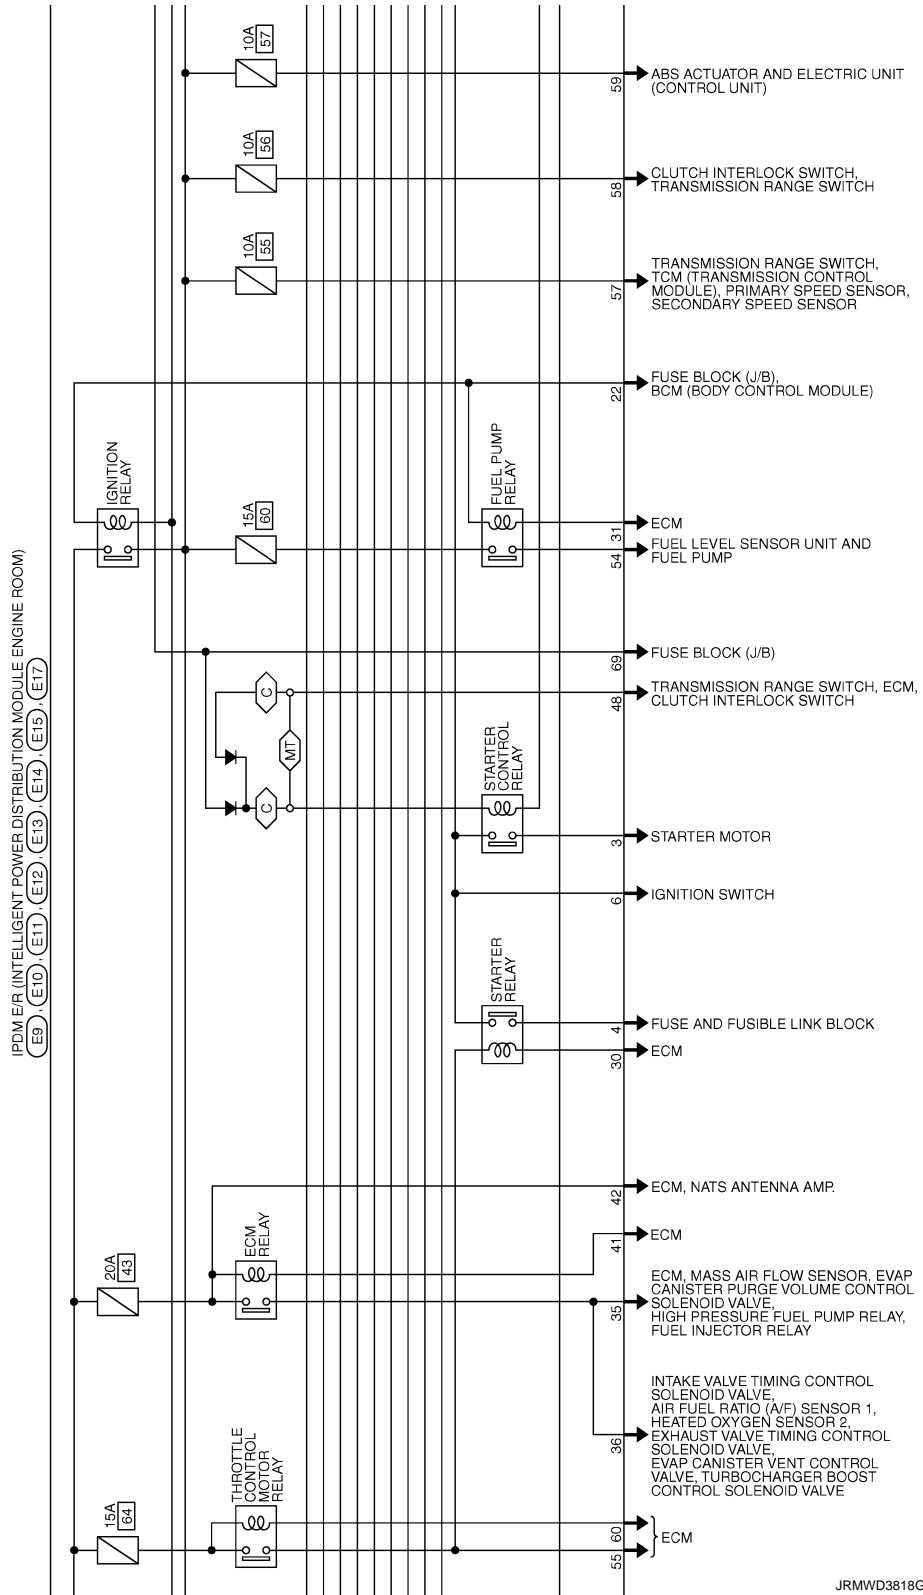 10A
57
59
ABS ACTUATOR AND ELECTRIC UNIT
(CONTROL UNIT)
10A
56
58
CLUTCH INTERLOCK SWITCH,
TRANSMISSION RANGE SWITCH
10A
55
57
TRANSMISSION RANGE SWITCH,
TCM (TRANSMISSION CONTROL
MODULE), PRIMARY SPEED SENSOR,
SECONDARY SPEED SENSOR
22
FUSE BLOCK (J/B),
BCM (BODY CONTROL MODULE)
IGNITION
RELAY
15A
60
FUEL PUMP
RELAY
31
ECM
54
FUEL LEVEL SENSOR UNIT AND
FUEL PUMP
IPDM E/R (INTELLIGENT POWER DISTRIBUTION MODULE ENGINE ROOM)
E9 , E10 , E11 , E12 , E13 , E14 , E15 , E17
69
FUSE BLOCK (J/B)
C
48
TRANSMISSION RANGE SWITCH, ECM,
CLUTCH INTERLOCK SWITCH
MT
C
STARTER
CONTROL
RELAY
3
STARTER MOTOR
6
IGNITION SWITCH
STARTER
RELAY
4
FUSE AND FUSIBLE LINK BLOCK
30
ECM
42
ECM, NATS ANTENNA AMP.
41
ECM
20A
43
ECM
RELAY
35
ECM, MASS AIR FLOW SENSOR, EVAP
CANISTER PURGE VOLUME CONTROL
SOLENOID VALVE,
HIGH PRESSURE FUEL PUMP RELAY,
FUEL INJECTOR RELAY
36
INTAKE VALVE TIMING CONTROL
SOLENOID VALVE,
AIR FUEL RATIO (A/F) SENSOR 1,
HEATED OXYGEN SENSOR 2,
EXHAUST VALVE TIMING CONTROL
SOLENOID VALVE,
EVAP CANISTER VENT CONTROL
VALVE, TURBOCHARGER BOOST
CONTROL SOLENOID VALVE
15A
64
THROTTLE
CONTROL
MOTOR
RELAY
60
55
ECM
JRMWD3818G